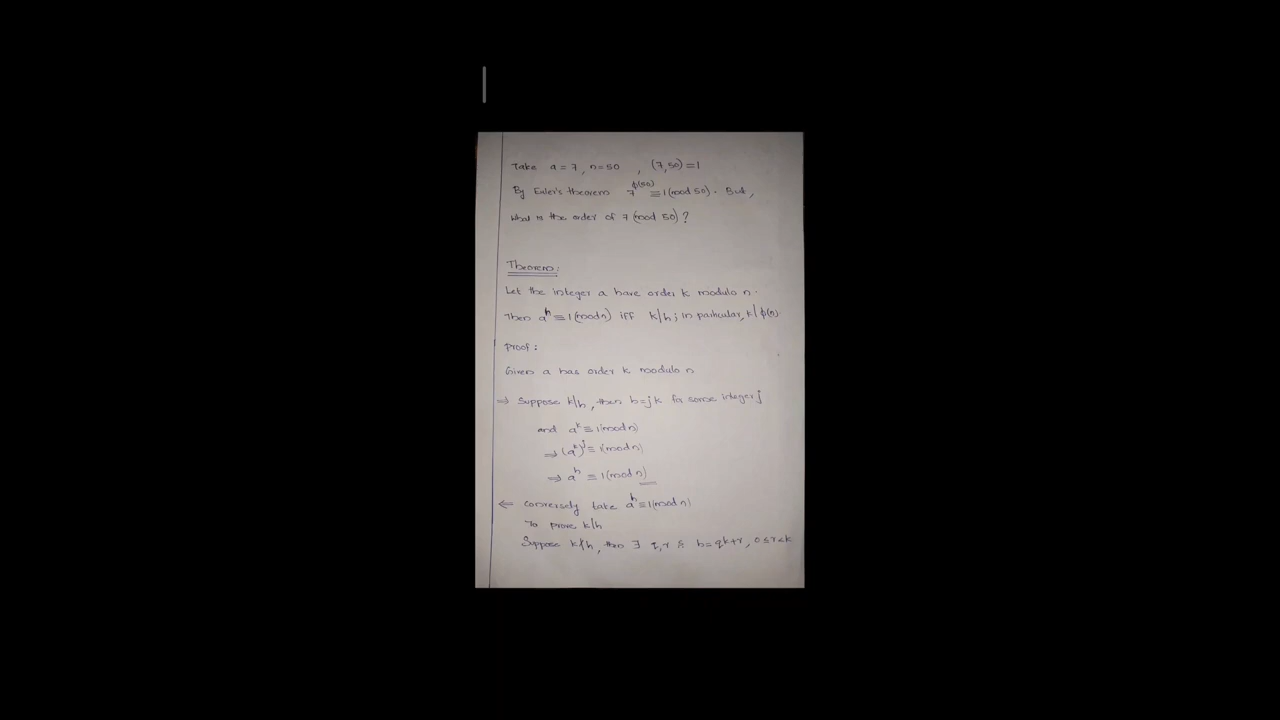 Take a = 7, n = 50 , (7,50) = 1
By Euler's theorem 7^φ(50) ≡ 1 (mod 50). But,
What is the order of 7 (mod 50)?
Theorem:
Let the integer a have order k modulo n.
Then a^h ≡ 1 (mod n) iff k|h ; in particular, k|φ(n).
Proof:
Given a has order k modulo n
⇒ Suppose k|h, then h = jk for some integer j
and a^k ≡ 1 (mod n)
⇒ (a^k)^j ≡ 1 (mod n)
⇒ a^h ≡ 1 (mod n)
⇐ Conversely take a^h ≡ 1 (mod n)
To prove k|h
Suppose k∤h, then ∃ q, r & h = qk + r, 0 ≤ r < k